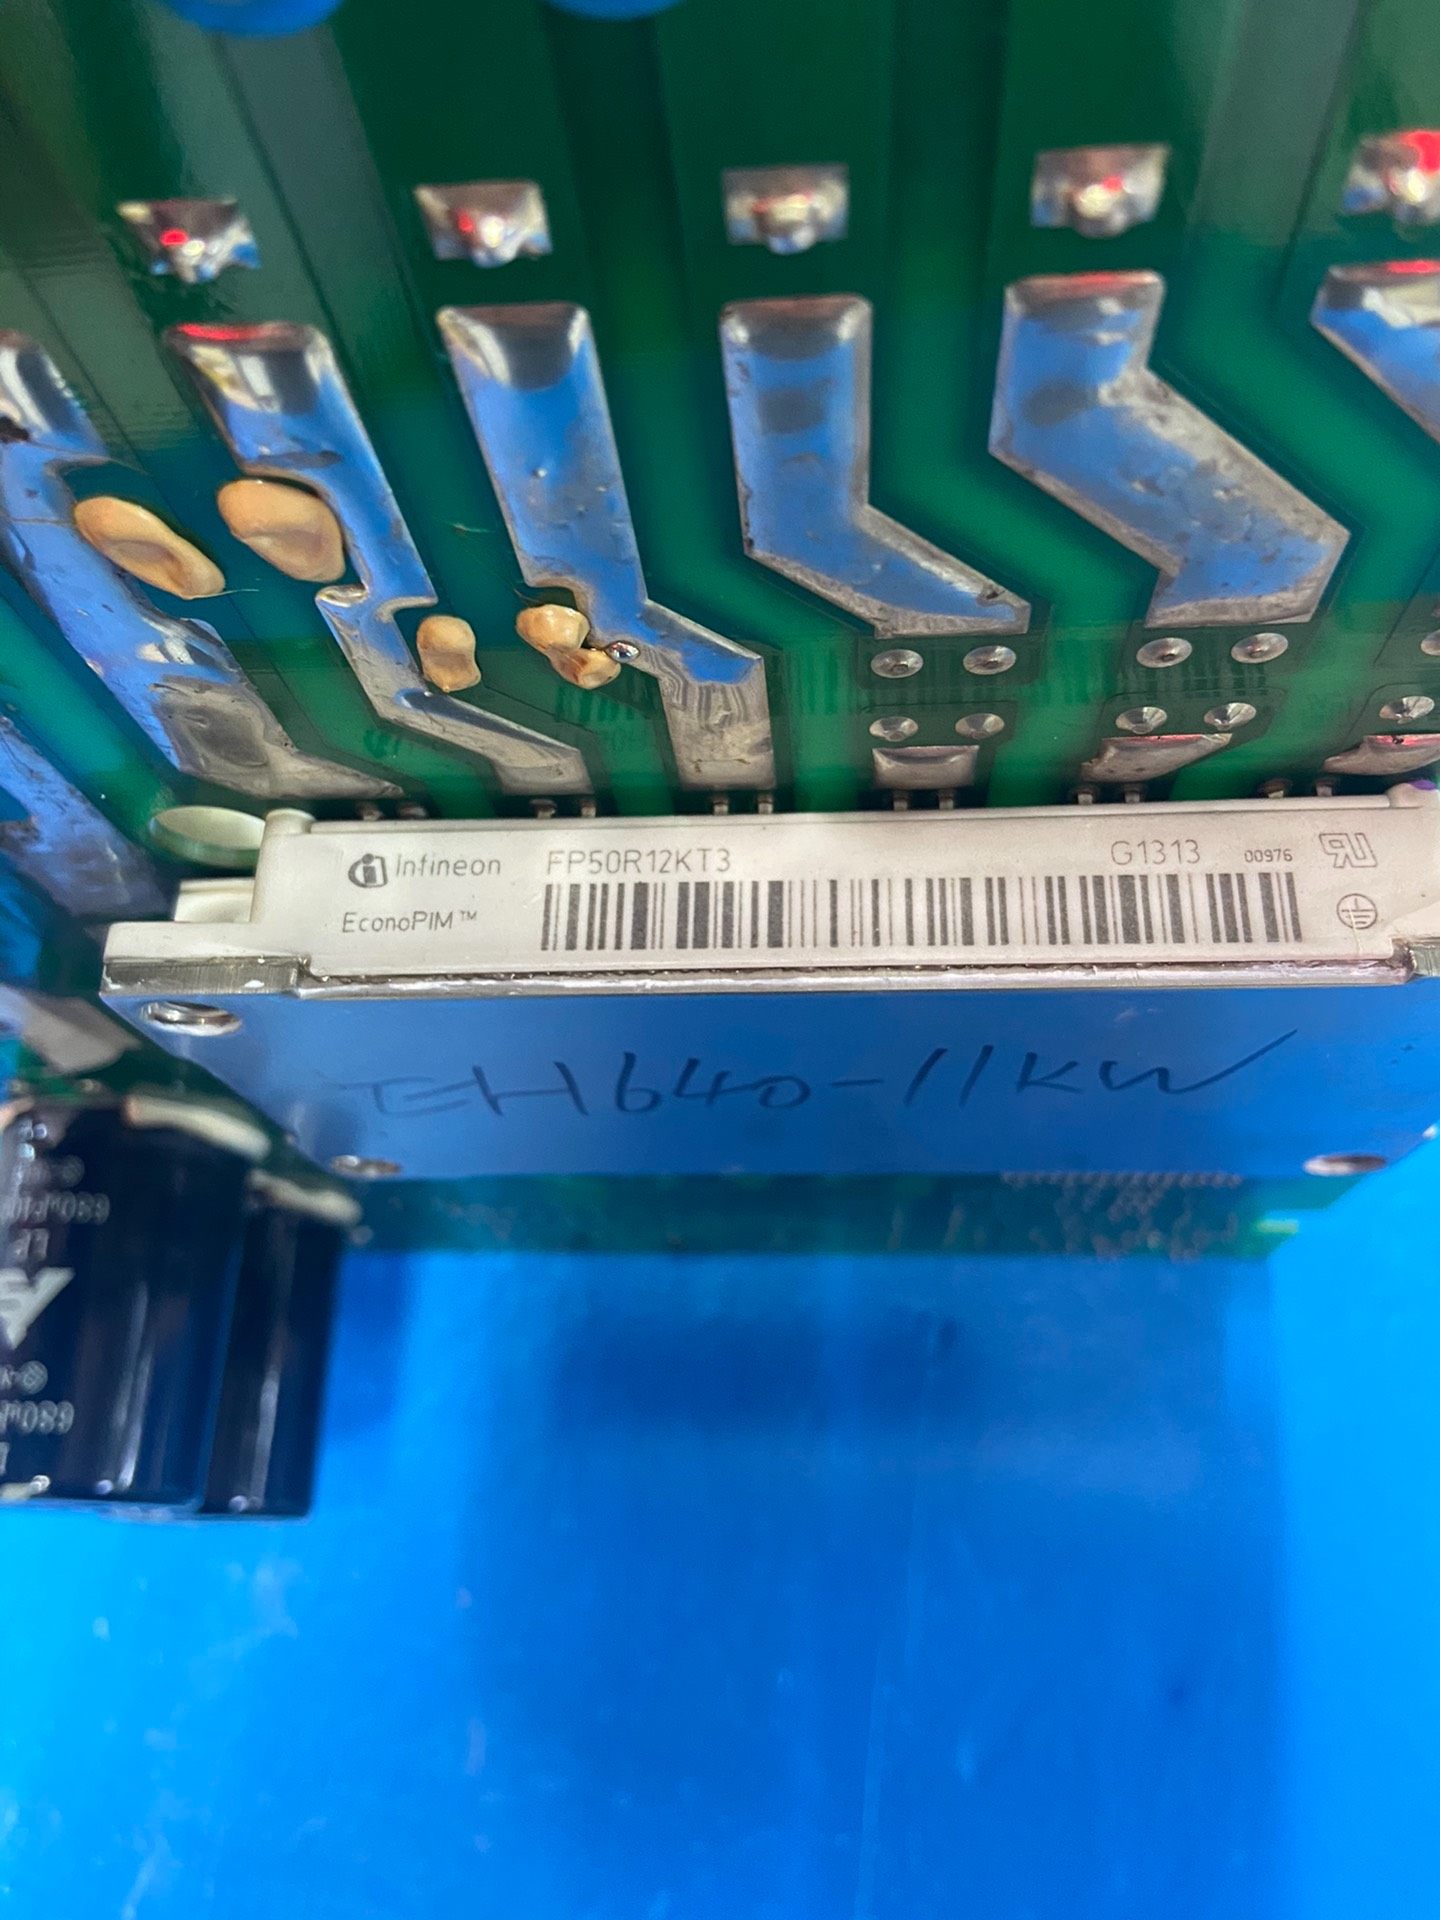 Infineon FP50R12KT3 G1313 00976
EconoPIM™
EH640-11KW